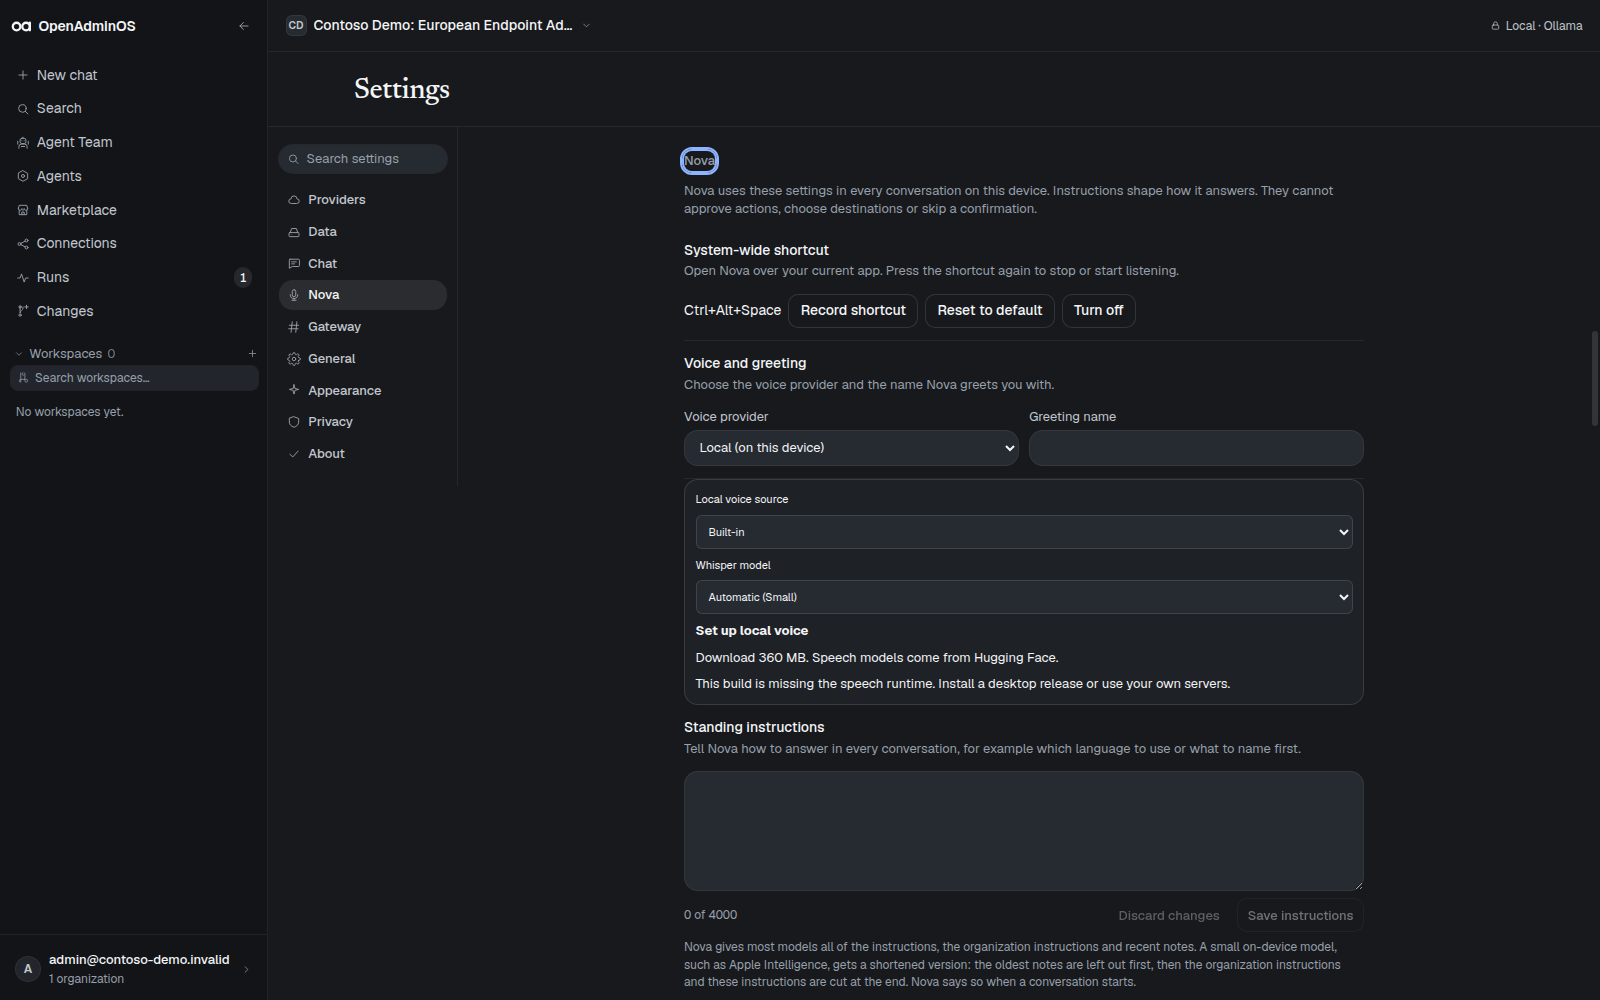 OpenAdminOS
New chat
Search
Agent Team
Agents
Marketplace
Connections
Runs
1
Changes
Workspaces 0
Search workspaces...
No workspaces yet.
A
admin@contoso-demo.invalid
1 organization
CD
Contoso Demo: European Endpoint Ad...
Local · Ollama
Settings
Search settings
Providers
Data
Chat
Nova
Gateway
General
Appearance
Privacy
About
Nova
Nova uses these settings in every conversation on this device. Instructions shape how it answers. They cannot
approve actions, choose destinations or skip a confirmation.
System-wide shortcut
Open Nova over your current app. Press the shortcut again to stop or start listening.
Ctrl+Alt+Space
Record shortcut
Reset to default
Turn off
Voice and greeting
Choose the voice provider and the name Nova greets you with.
Voice provider
Greeting name
Local (on this device)
Local voice source
Built-in
Whisper model
Automatic (Small)
Set up local voice
Download 360 MB. Speech models come from Hugging Face.
This build is missing the speech runtime. Install a desktop release or use your own servers.
Standing instructions
Tell Nova how to answer in every conversation, for example which language to use or what to name first.
0 of 4000
Discard changes
Save instructions
Nova gives most models all of the instructions, the organization instructions and recent notes. A small on-device model,
such as Apple Intelligence, gets a shortened version: the oldest notes are left out first, then the organization instructions
and these instructions are cut at the end. Nova says so when a conversation starts.